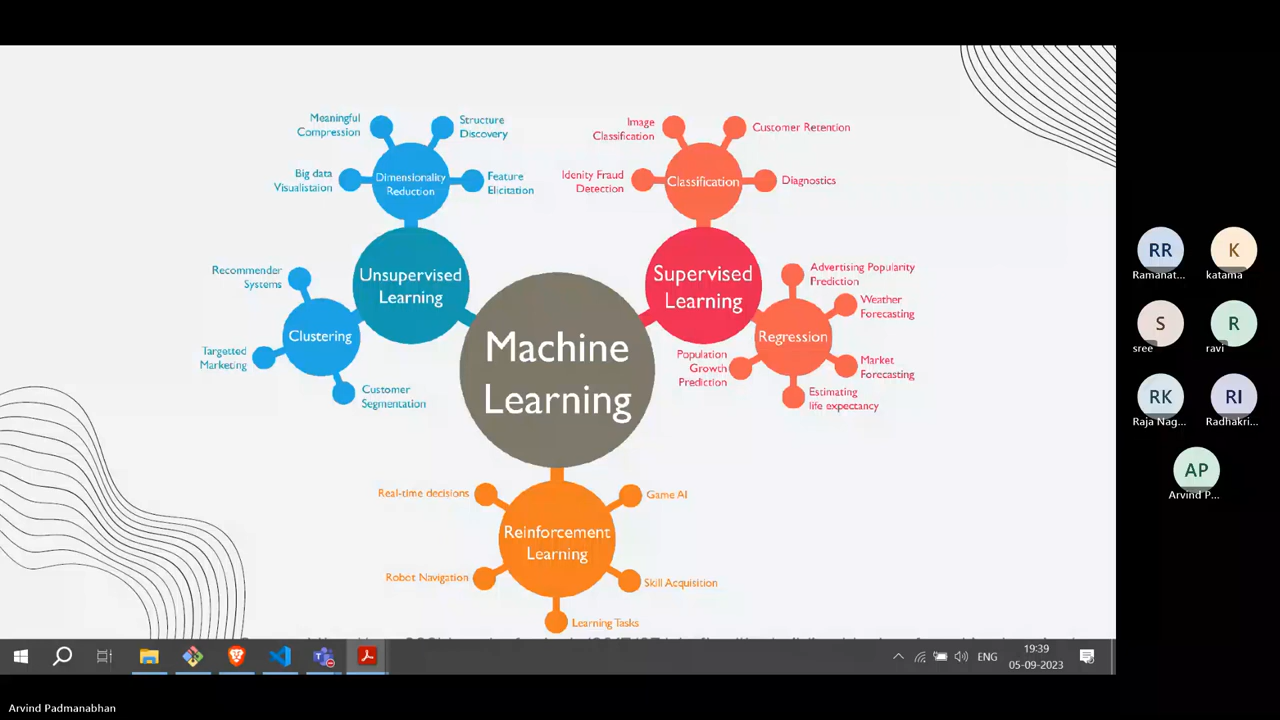 Meaningful
Compression
Structure
Discovery
Big data
Visualistaion
Dimensionality
Reduction
Feature
Elicitation
Image
Classification
Customer Retention
Idenity Fraud
Detection
Classification
Diagnostics
Unsupervised
Learning
Supervised
Learning
Recommender
Systems
Clustering
Targetted
Marketing
Customer
Segmentation
Machine
Learning
Advertising Popularity
Prediction
Weather
Forecasting
Regression
Population
Growth
Prediction
Market
Forecasting
Estimating
life expectancy
Real-time decisions
Game AI
Reinforcement
Learning
Robot Navigation
Skill Acquisition
Learning Tasks
RR
Ramanat...
K
katama
S
sree
R
ravi
RK
Raja Nag...
RI
Radhakri...
AP
Arvind P...
ENG
19:39
05-09-2023
Arvind Padmanabhan